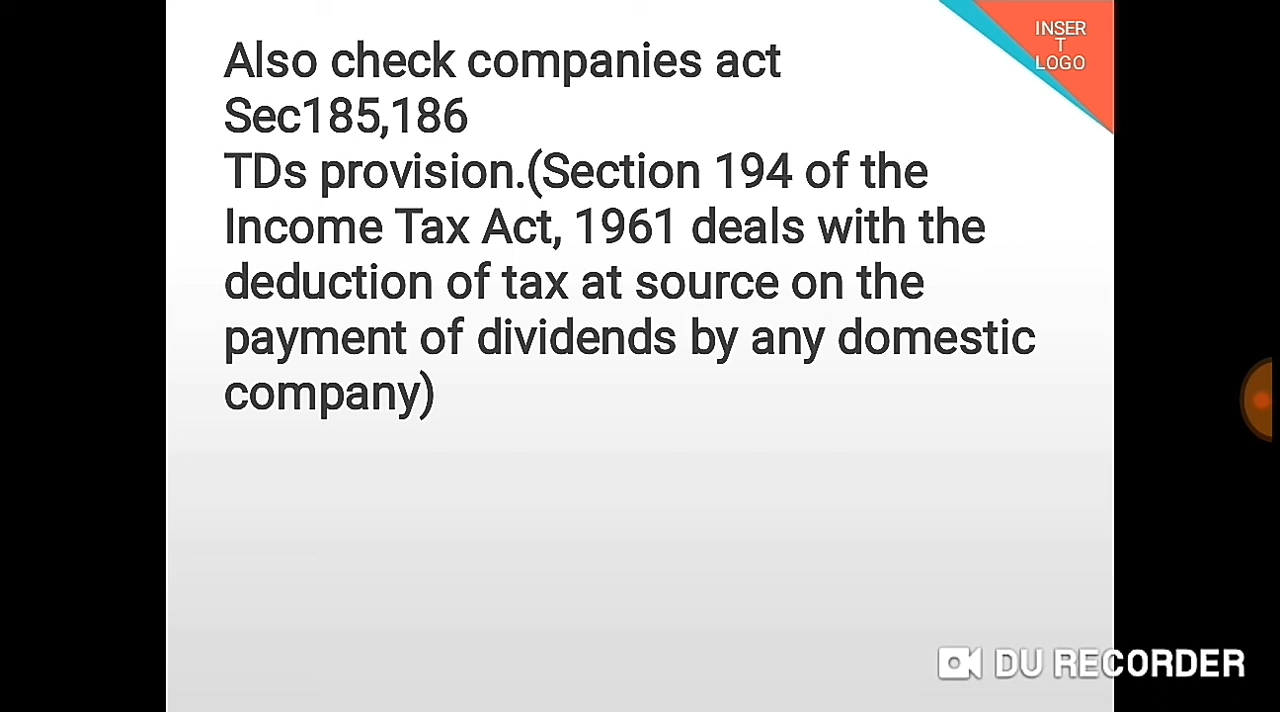 Also check companies act
Sec185,186
TDs provision.(Section 194 of the
Income Tax Act, 1961 deals with the
deduction of tax at source on the
payment of dividends by any domestic
company)
INSER
T
LOGO
DU RECORDER